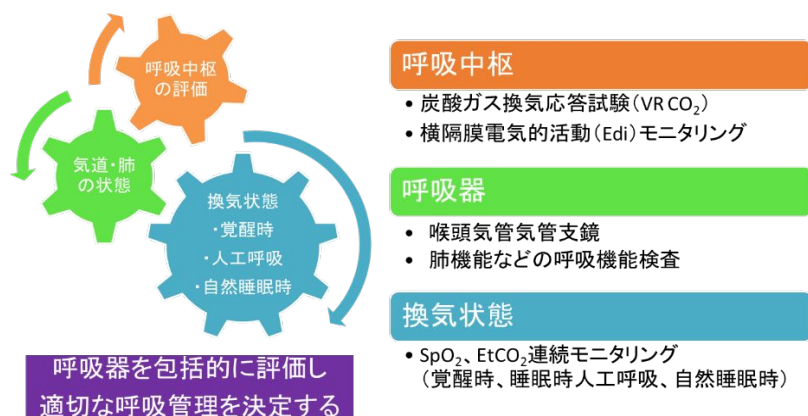 呼吸中枢
の評価
気道・肺
の状態
換気状態
・覚醒時
・人工呼吸
・自然睡眠時
呼吸器を包括的に評価し
適切な呼吸管理を決定する
呼吸中枢
• 炭酸ガス換気応答試験(VR CO₂)
• 横隔膜電気的活動(Edi)モニタリング
呼吸器
• 喉頭気管気管支鏡
• 肺機能などの呼吸機能検査
換気状態
• SpO₂、EtCO₂連続モニタリング
(覚醒時、睡眠時人工呼吸、自然睡眠時)